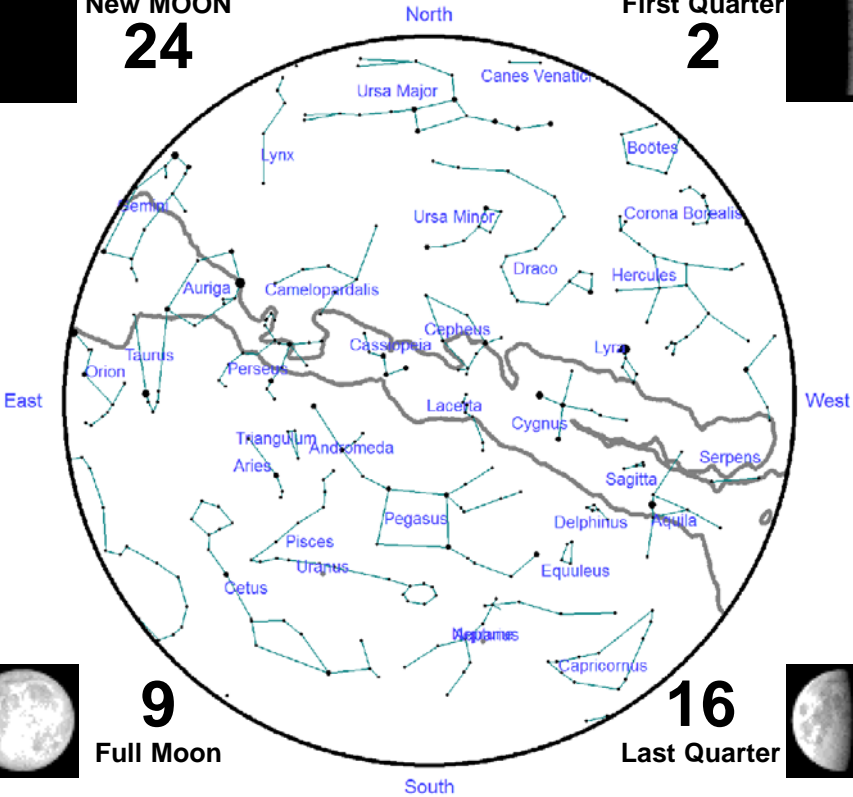 New MOON
24
First Quarter
2
North
Canes Venatici
Ursa Major
Boötes
Lynx
Gemini
Corona Borealis
Ursa Minor
Draco
Hercules
Auriga
Camelopardalis
Cepheus
Cassiopeia
Lyra
Taurus
Perseus
Orion
East
West
Lacerta
Cygnus
Triangulum
Andromeda
Aries
Serpens
Sagitta
Pegasus
Delphinus
Aquila
Pisces
Uranus
Equuleus
Cetus
Capricornus
9
Full Moon
16
Last Quarter
South